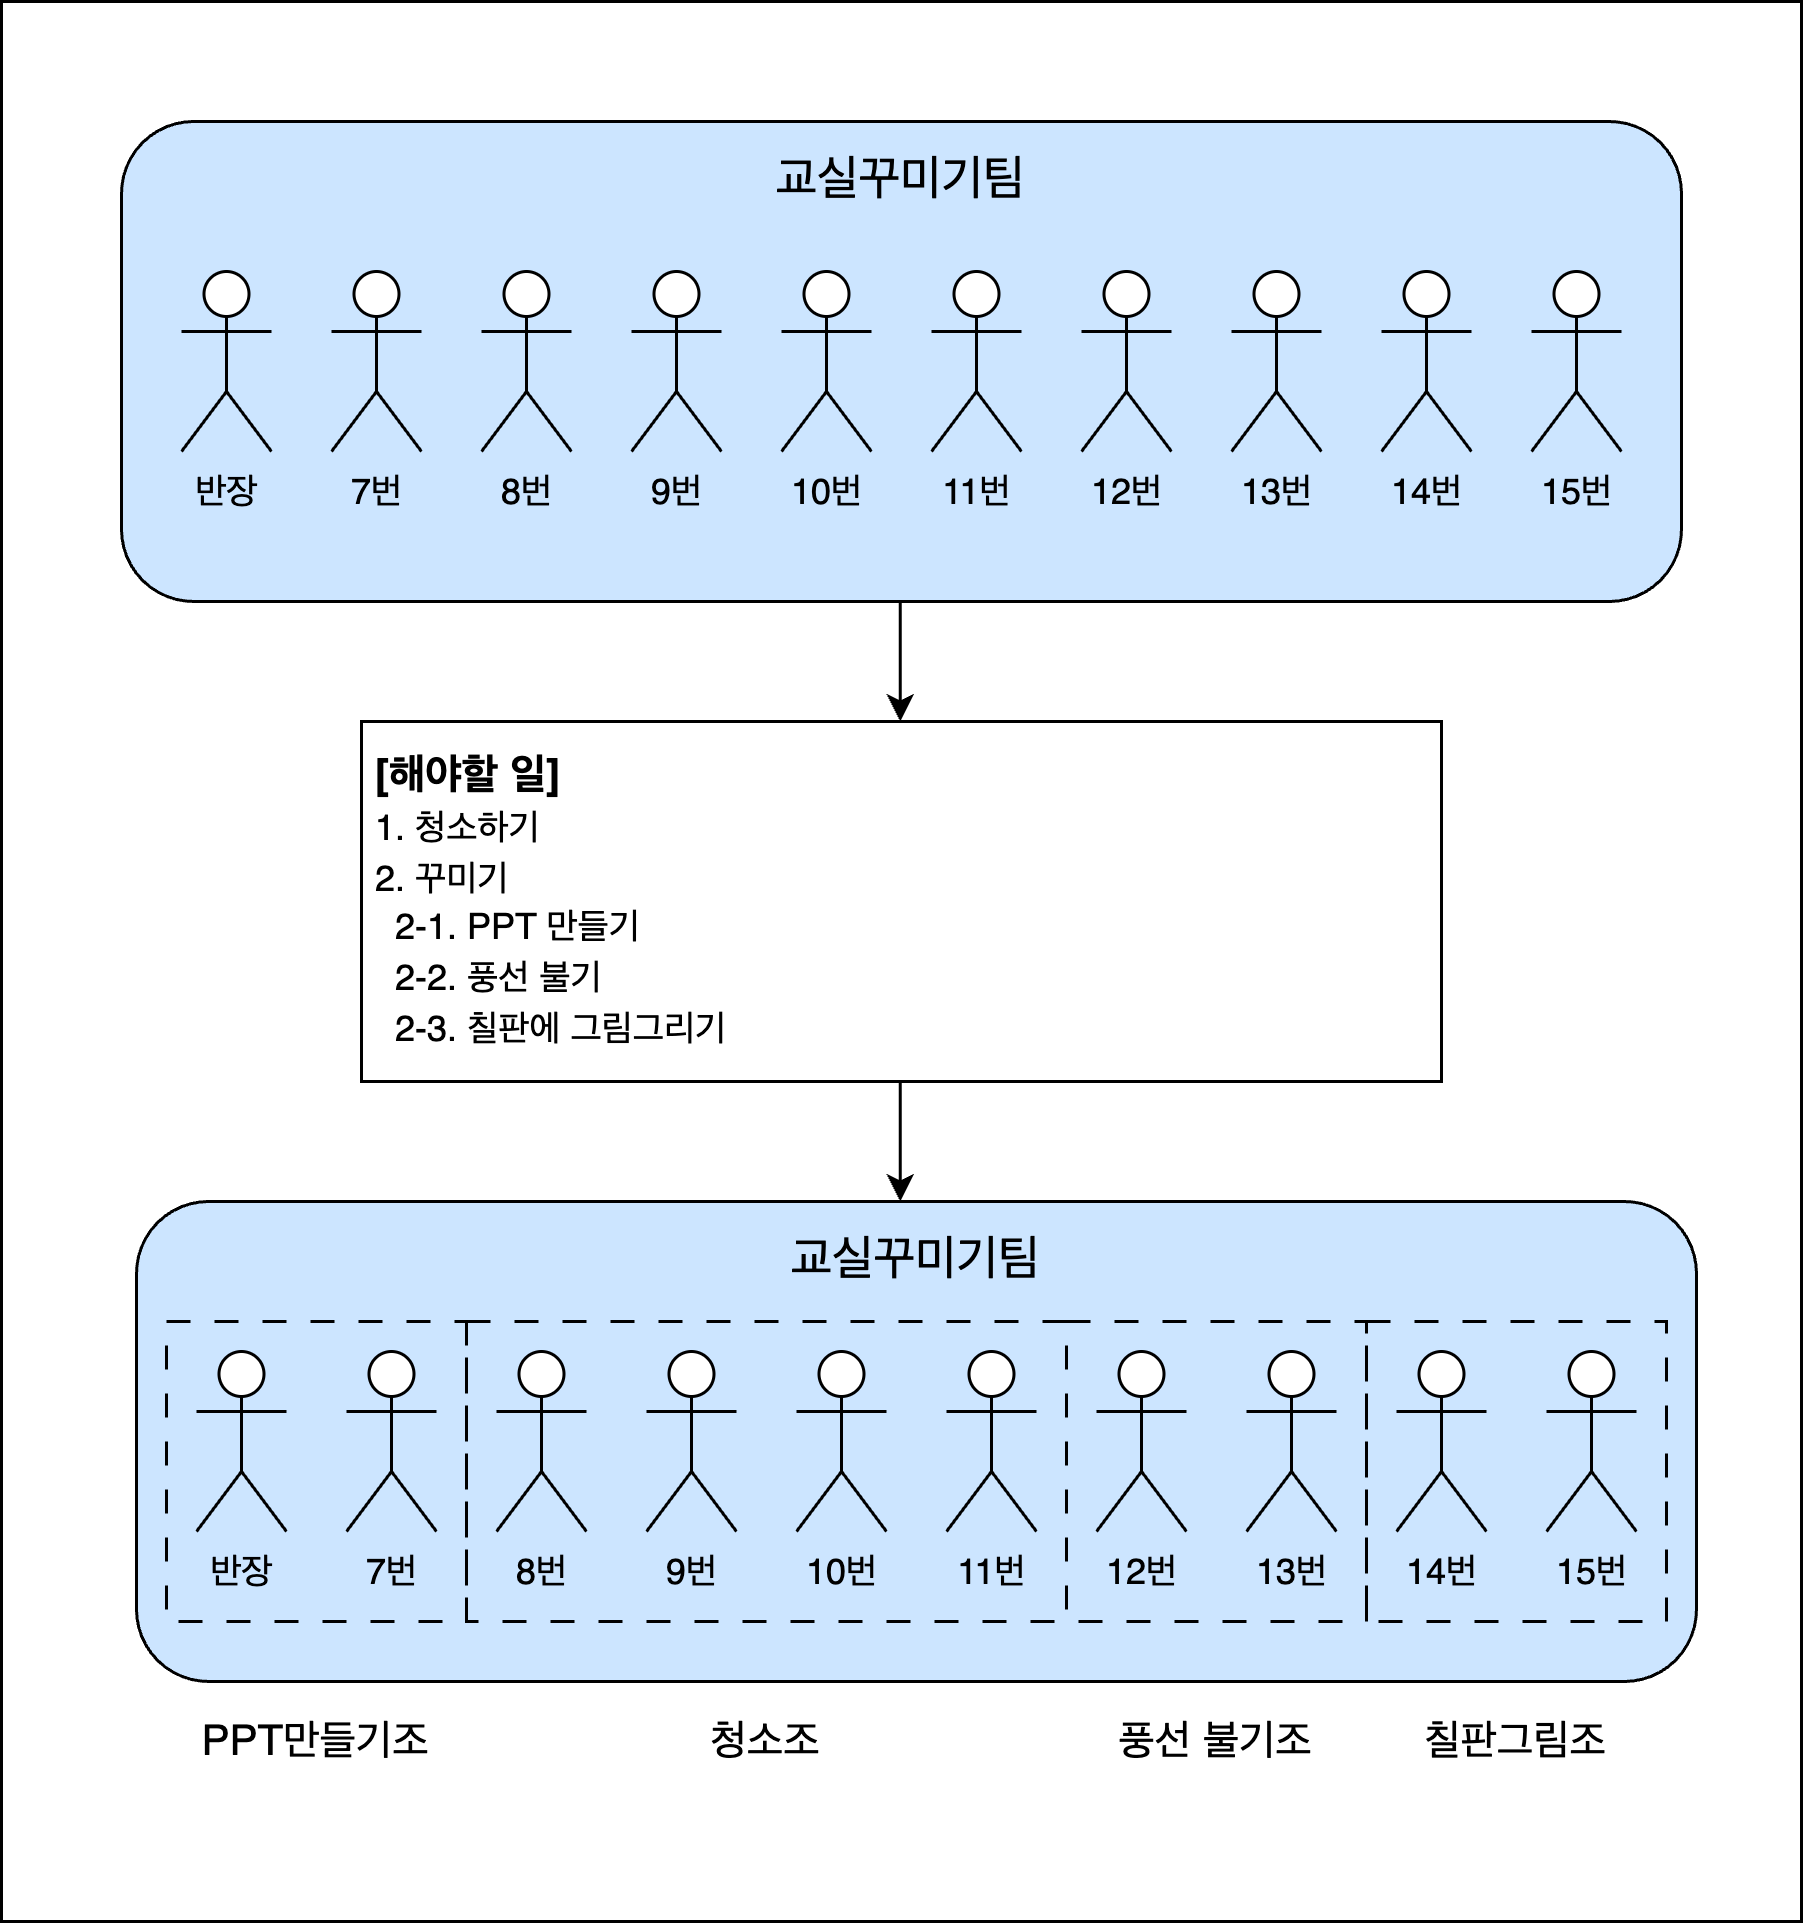 교실꾸미기팀
반장 7번 8번 9번 10번 11번 12번 13번 14번 15번
[해야할 일]
1. 청소하기
2. 꾸미기
2-1. PPT 만들기
2-2. 풍선 불기
2-3. 칠판에 그림그리기
교실꾸미기팀
반장 7번 8번 9번 10번 11번 12번 13번 14번 15번
PPT만들기조 청소조 풍선 불기조 칠판그림조